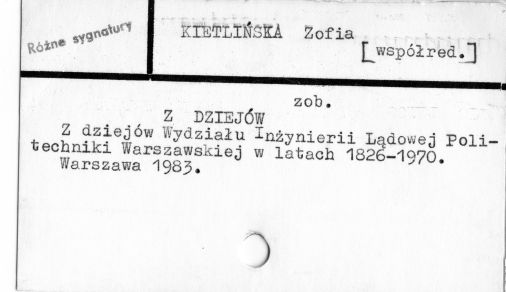 Różne sygnatury
KIETLIŃSKA Zofia
[współred.]
zob.
Z DZIEJÓW
Z dziejów Wydziału Inżynierii Lądowej Poli-
techniki Warszawskiej w latach 1826-1970.
Warszawa 1983.